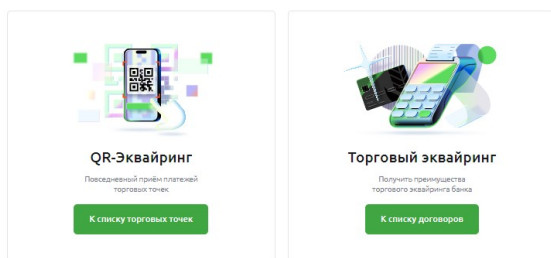 QR-Эквайринг
Повседневный приём платежей
торговых точек
К списку торговых точек
Торговый эквайринг
Получить преимущества
торгового эквайринга банка
К списку договоров